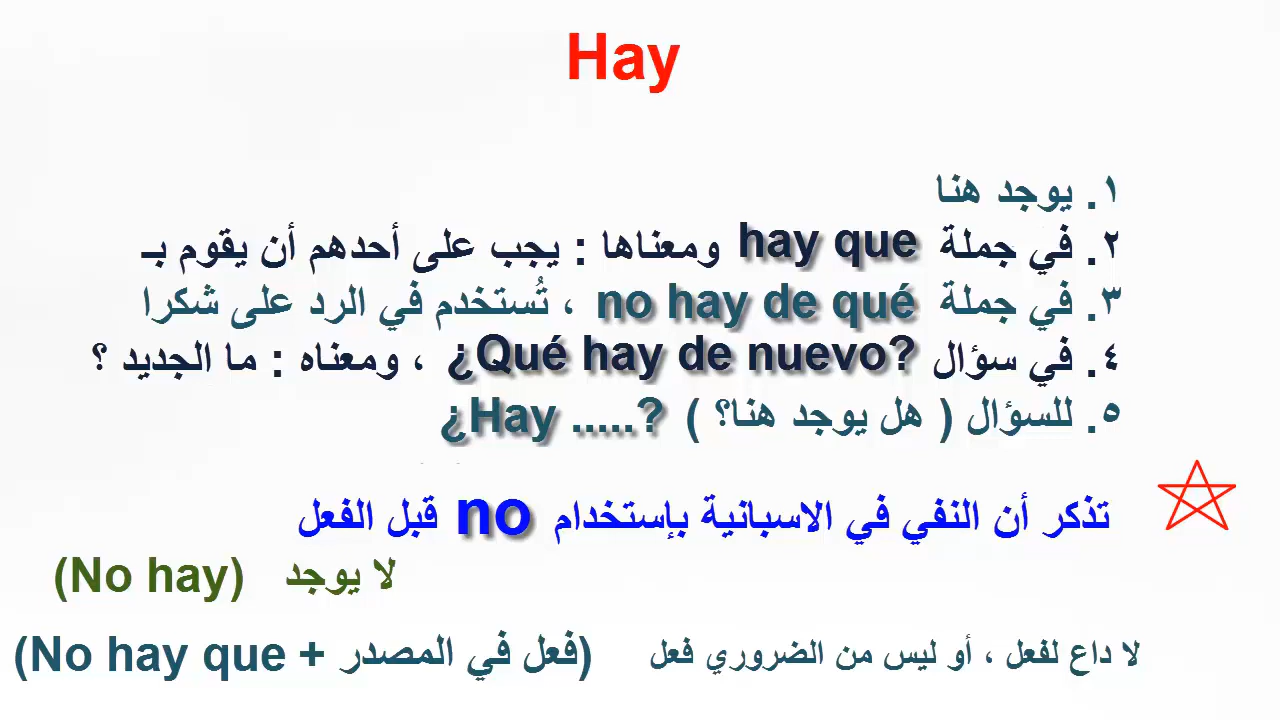 Hay
١. يوجد هنا
٢. في جملة hay que ومعناها : يجب على أحدهم أن يقوم بـ
٣. في جملة no hay de qué ، تُستخدم في الرد على شكرا
٤. في سؤال ¿Qué hay de nuevo? ، ومعناه : ما الجديد ؟
٥. للسؤال ( هل يوجد هنا؟ ) ¿Hay .....?
تذكر أن النفي في الاسبانية بإستخدام no قبل الفعل
لا يوجد (No hay)
لا داع لفعل ، أو ليس من الضروري فعل (No hay que + فعل في المصدر)